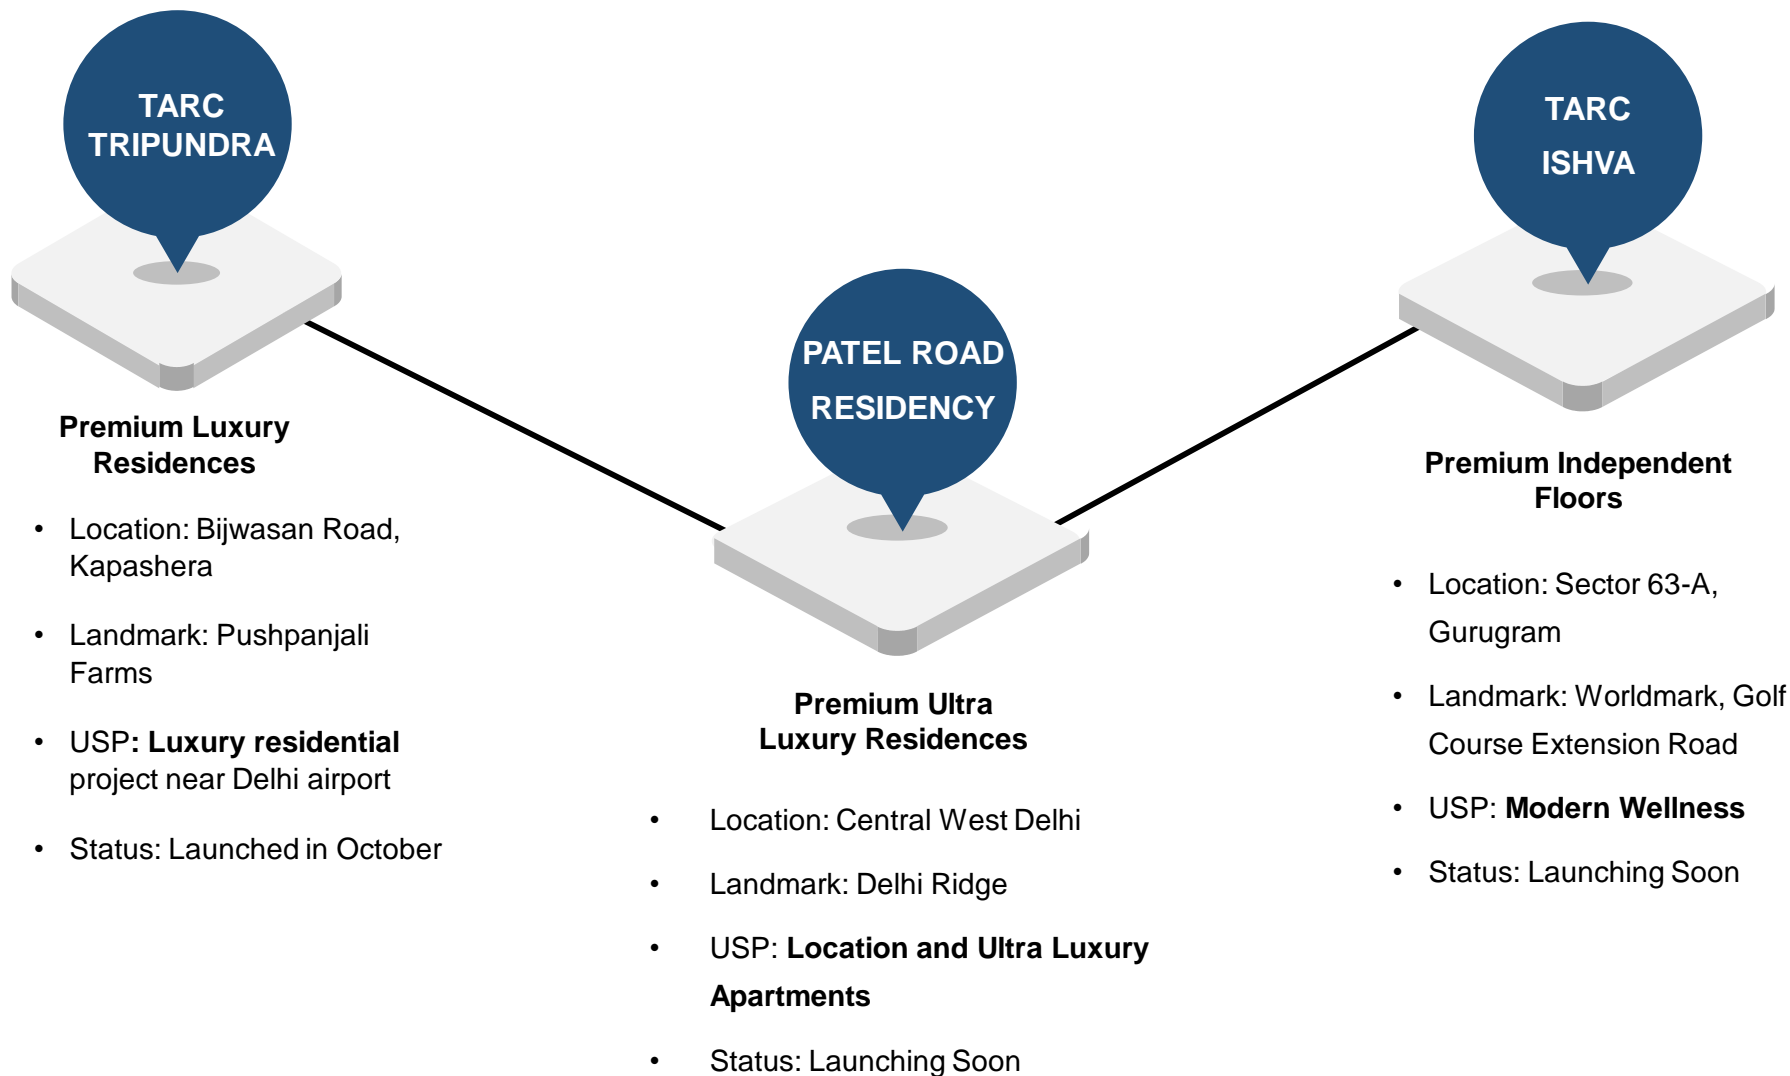 TARC
TRIPUNDRA
Premium Luxury
Residences
• Location: Bijwasan Road,
Kapashera
• Landmark: Pushpanjali
Farms
• USP: Luxury residential
project near Delhi airport
• Status: Launched in October
PATEL ROAD
RESIDENCY
Premium Ultra
Luxury Residences
• Location: Central West Delhi
• Landmark: Delhi Ridge
• USP: Location and Ultra Luxury
Apartments
• Status: Launching Soon
TARC
ISHVA
Premium Independent
Floors
• Location: Sector 63-A,
Gurugram
• Landmark: Worldmark, Golf
Course Extension Road
• USP: Modern Wellness
• Status: Launching Soon